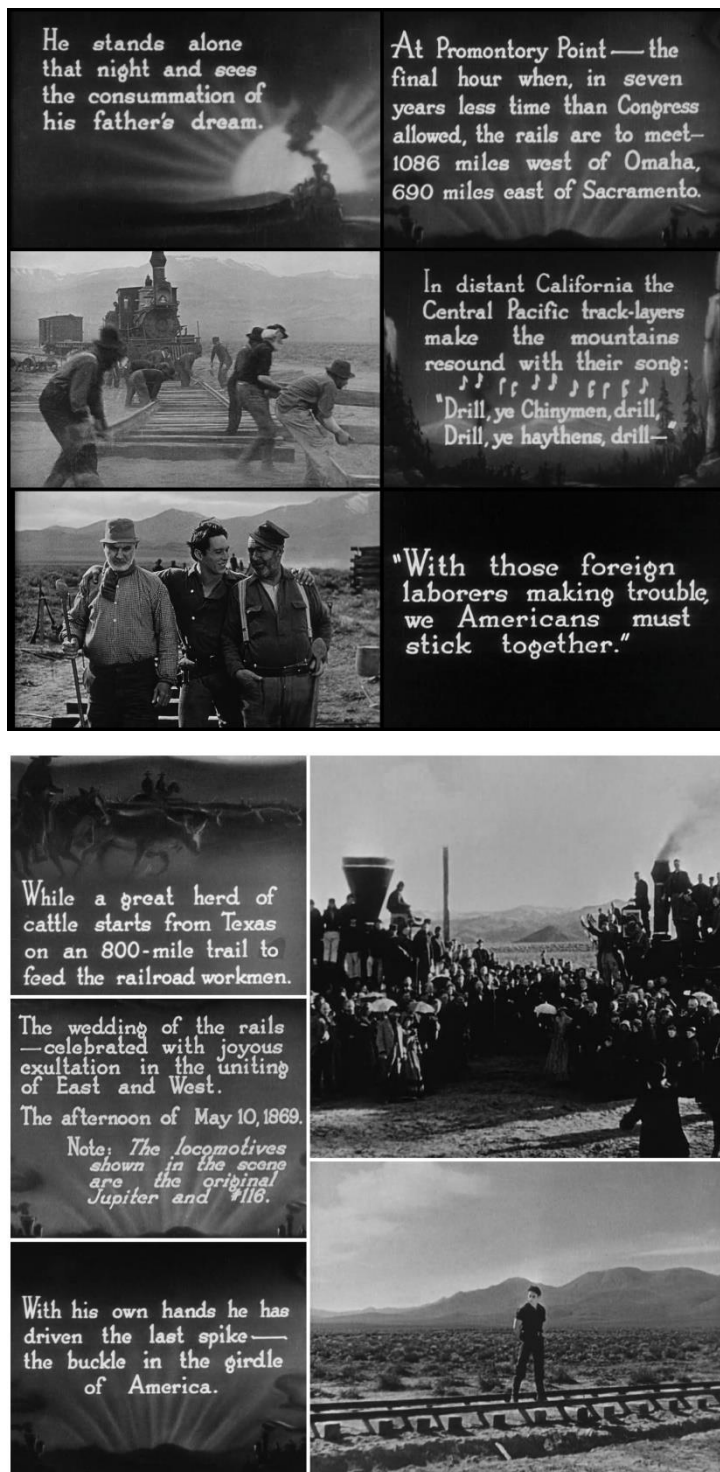 He stands alone
that night and sees
the consummation of
his father's dream.
At Promontory Point — the
final hour when, in seven
years less time than Congress
allowed, the rails are to meet—
1086 miles west of Omaha,
690 miles east of Sacramento.
In distant California the
Central Pacific track-layers
make the mountains
resound with their song:
"Drill, ye Chinymen, drill,
Drill, ye haythens, drill—"
"With those foreign
laborers making trouble,
we Americans must
stick together."
While a great herd of
cattle starts from Texas
on an 800-mile trail to
feed the railroad workmen.
The wedding of the rails
—celebrated with joyous
exultation in the uniting
of East and West.
The afternoon of May 10, 1869.
Note: The locomotives
shown in the scene
are the original
Jupiter and #116.
With his own hands he has
driven the last spike—
the buckle in the girdle
of America.